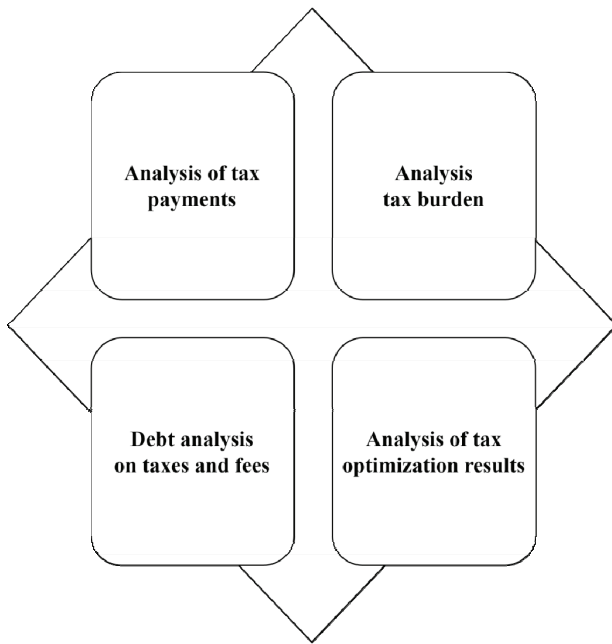 Analysis of tax
payments
Analysis
tax burden
Debt analysis
on taxes and fees
Analysis of tax
optimization results